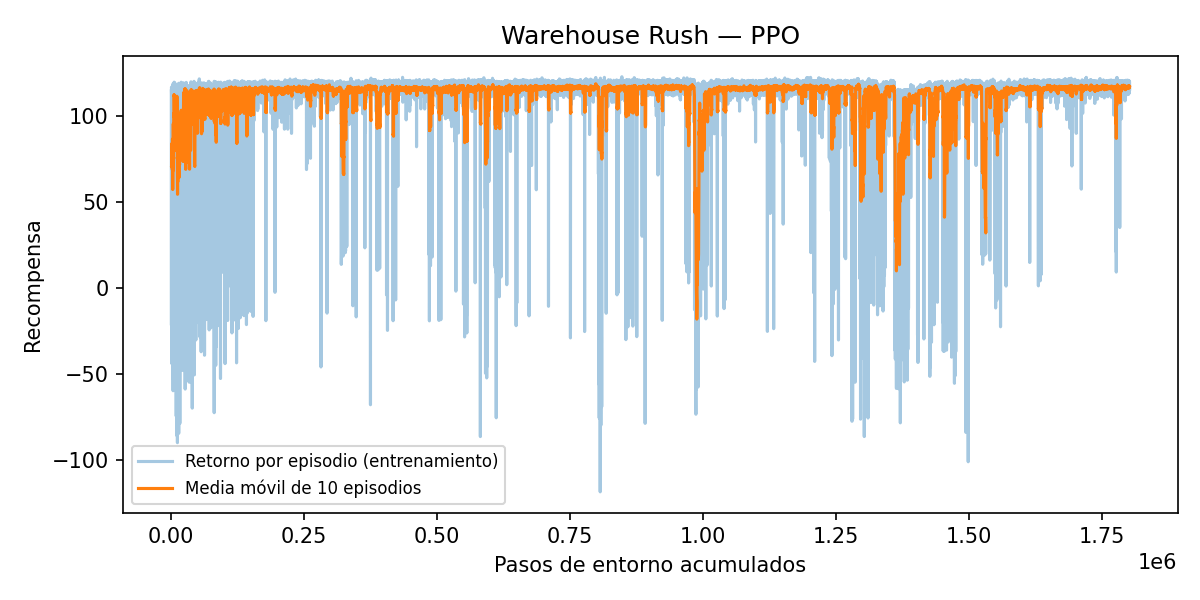 Warehouse Rush — PPO
Recompensa
100
50
0
−50
−100
Retorno por episodio (entrenamiento)
Media móvil de 10 episodios
0.00 0.25 0.50 0.75 1.00 1.25 1.50 1.75
1e6
Pasos de entorno acumulados